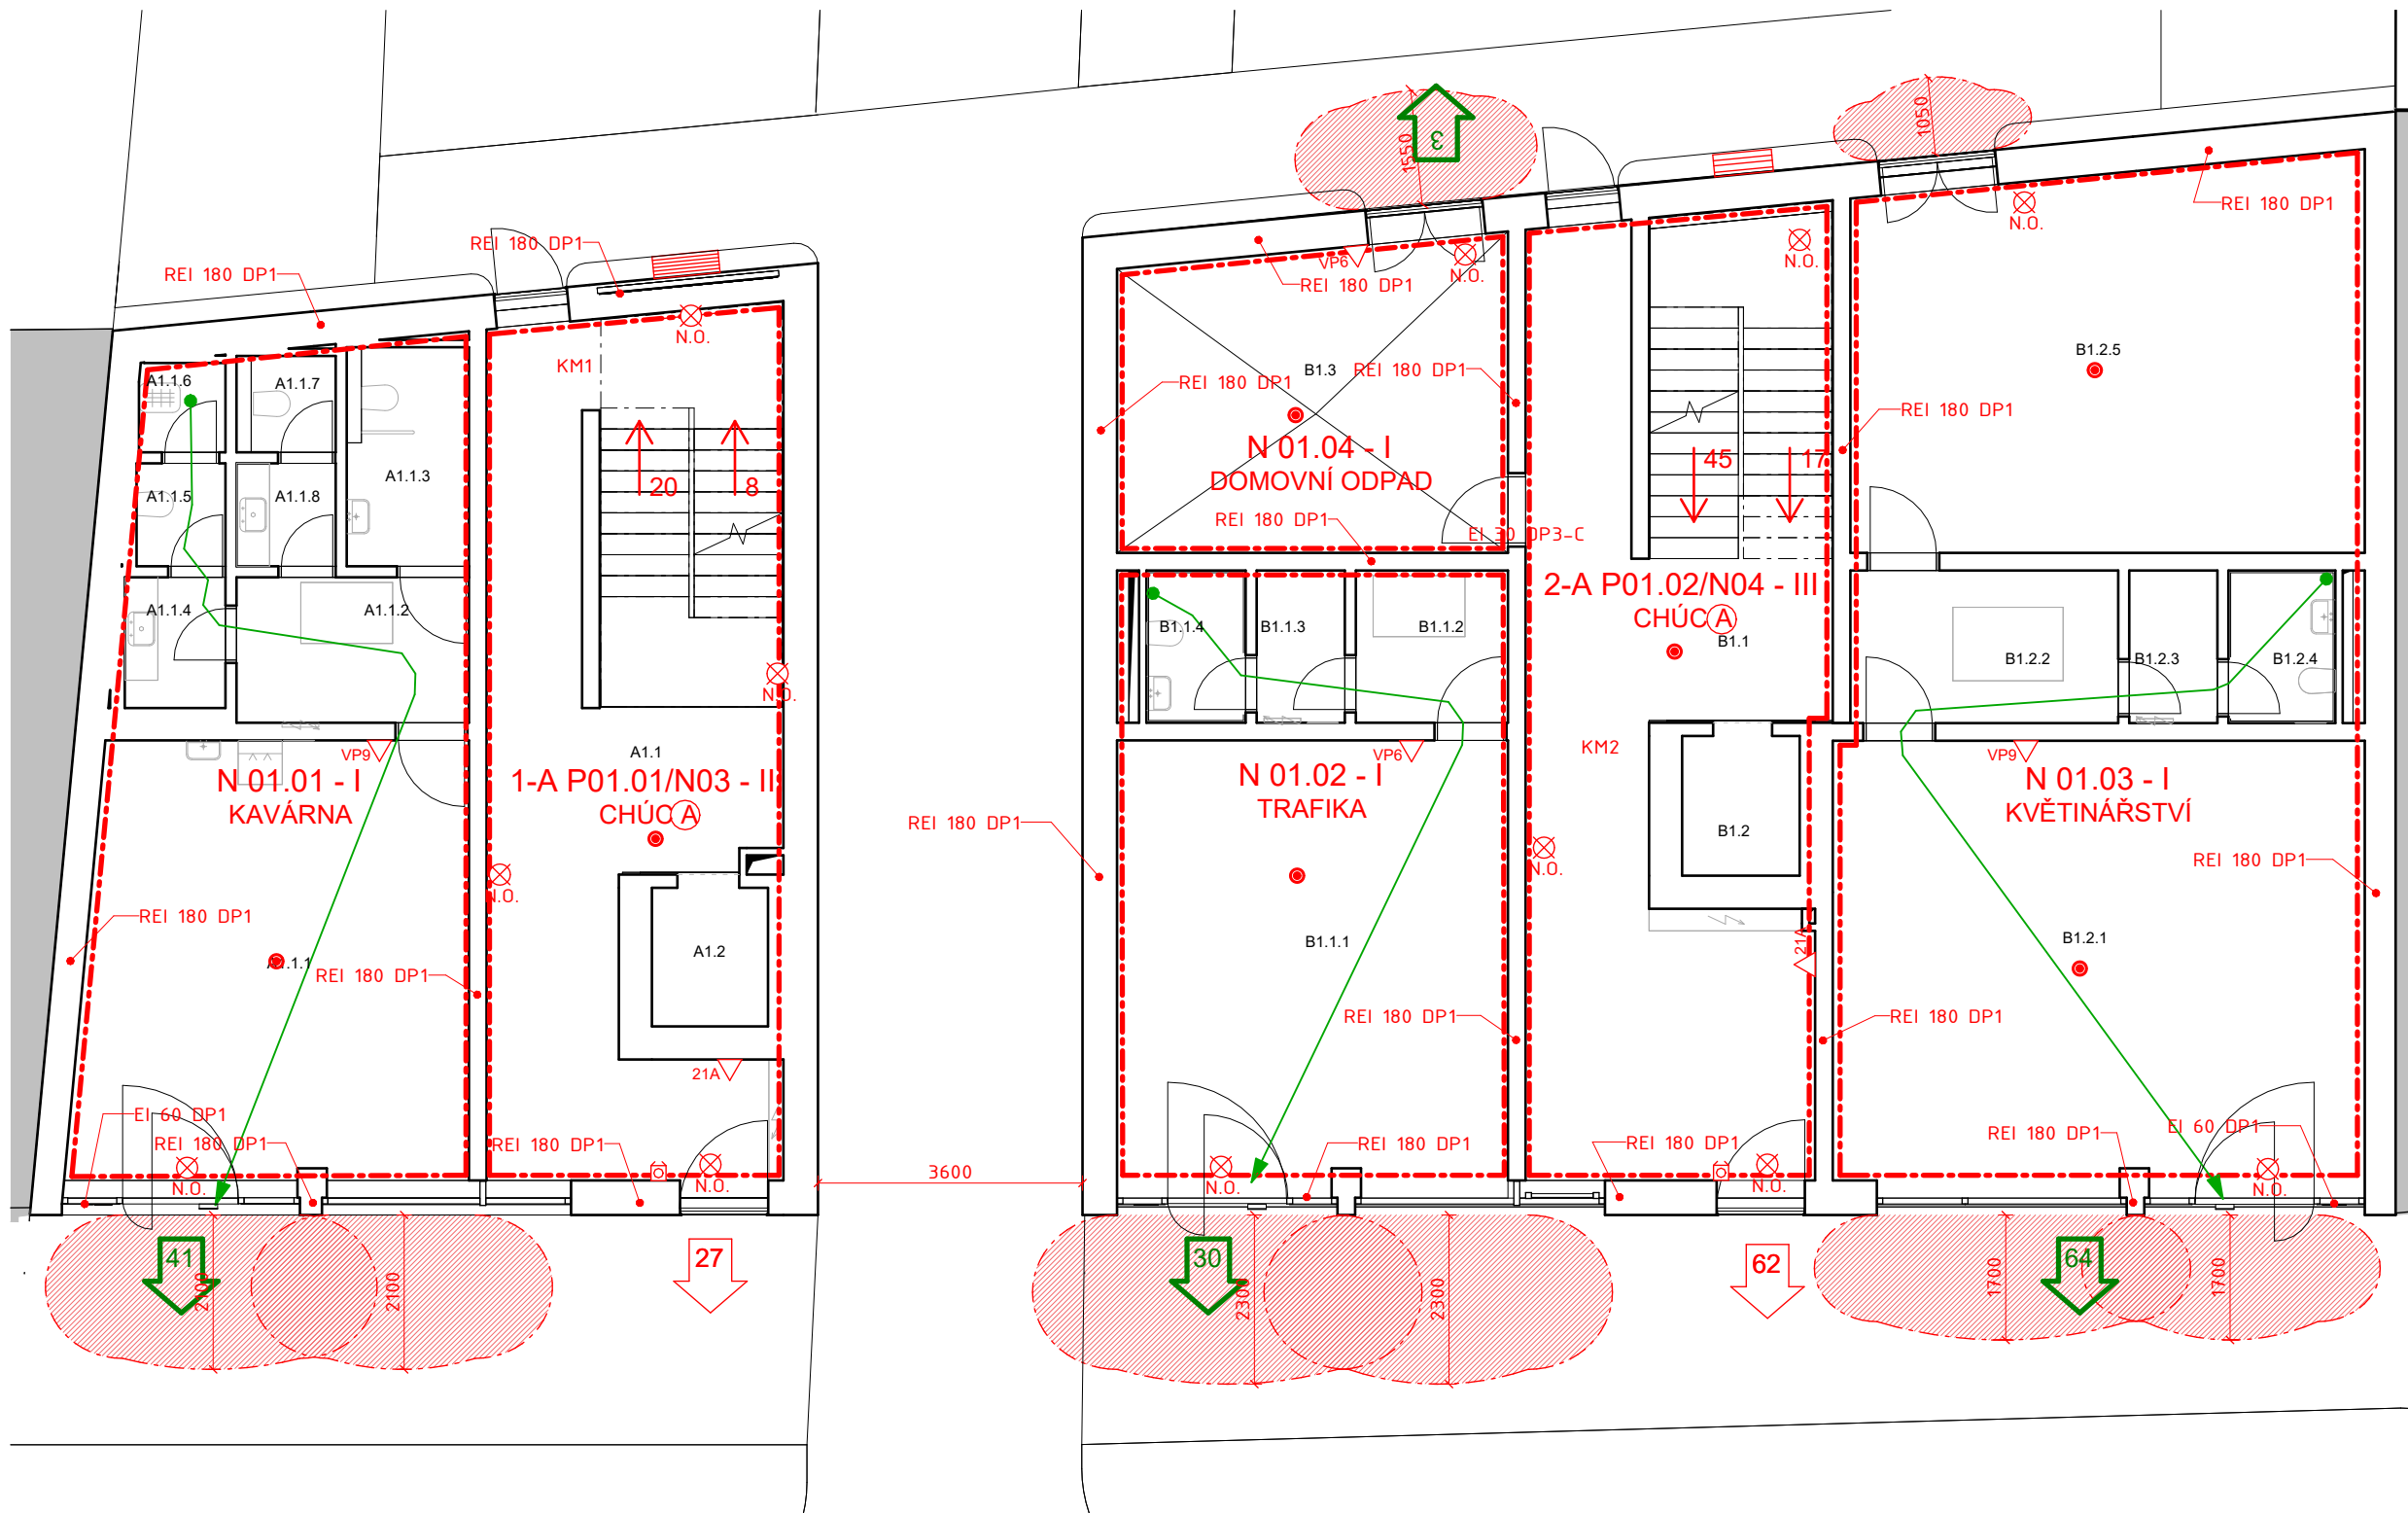 1550
3
1050
REI 180 DP1
REI 180 DP1
N.O.
VP6
N.O.
REI 180 DP1
N.O.
REI 180 DP1
N.O.
KM1
A1.1.6
A1.1.7
A1.1.3
A1.1.5
A1.1.8
20
8
B1.3
REI 180 DP1
REI 180 DP1
N 01.04 - I
DOMOVNÍ ODPAD
REI 180 DP1
EI 30 DP3-C
45
17
B1.2.5
REI 180 DP1
A1.1.4
A1.1.2
N.O.
B1.1.4
B1.1.3
B1.1.2
2-A P01.02/N04 - III
CHÚC A
B1.1
B1.2.2
B1.2.3
B1.2.4
VP9
N 01.01 - I
KAVÁRNA
A1.1
1-A P01.01/N03 - II
CHÚC A
N.O.
VP6
N 01.02 - I
TRAFIKA
REI 180 DP1
KM2
B1.2
N.O.
VP9
N 01.03 - I
KVĚTINÁŘSTVÍ
REI 180 DP1
REI 180 DP1
A1.1.1
REI 180 DP1
A1.2
B1.1.1
21A
B1.2.1
REI 180 DP1
REI 180 DP1
21A
EI 60 DP1
REI 180 DP1
N.O.
REI 180 DP1
N.O.
3600
N.O.
REI 180 DP1
REI 180 DP1
N.O.
REI 180 DP1
EI 60 DP1
N.O.
41
2100
2100
27
30
2300
2300
62
1700
64
1700